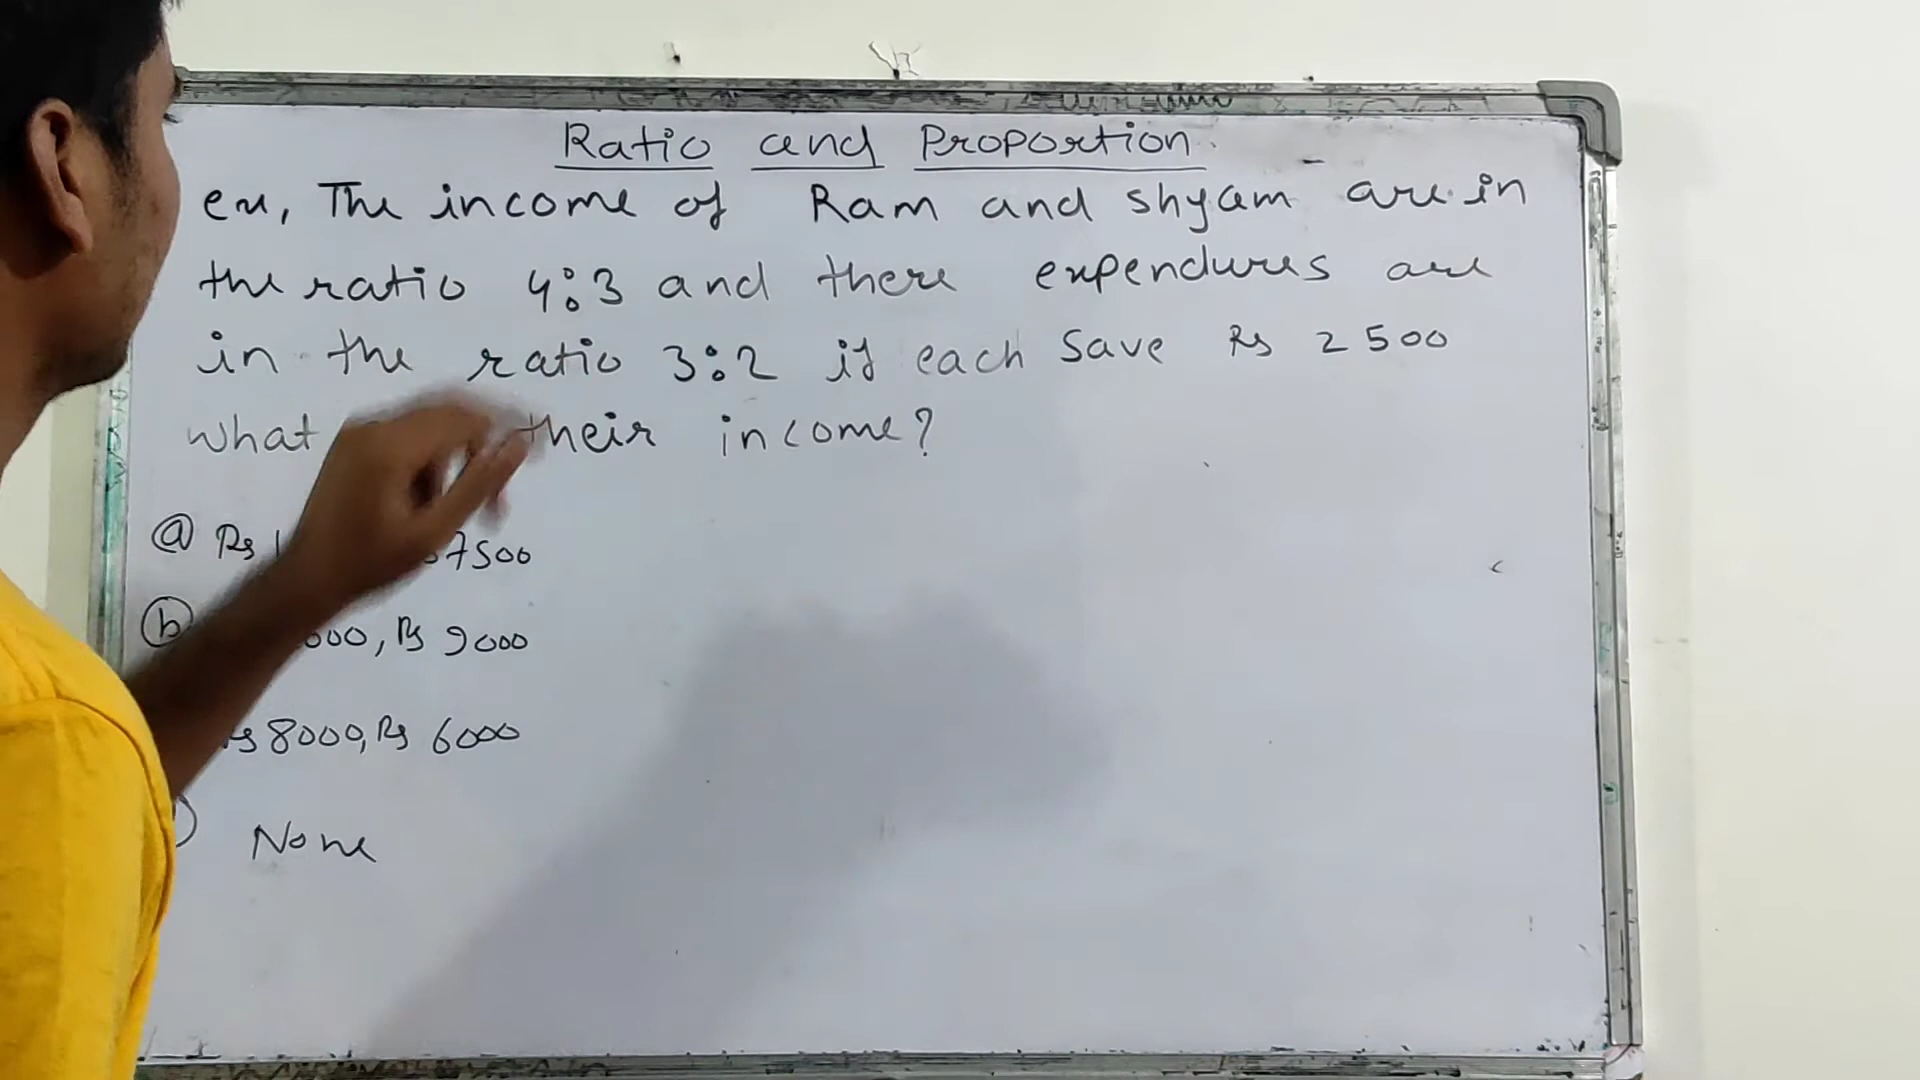 Ratio and Proportion
ex, The income of Ram and shyam are in
the ratio 4:3 and there expendures are
in the ratio 3:2 if each Save Rs 2500
what their income?
(a) Rs 7500
(b) 000, Rs 9000
Rs 8000, Rs 6000
None